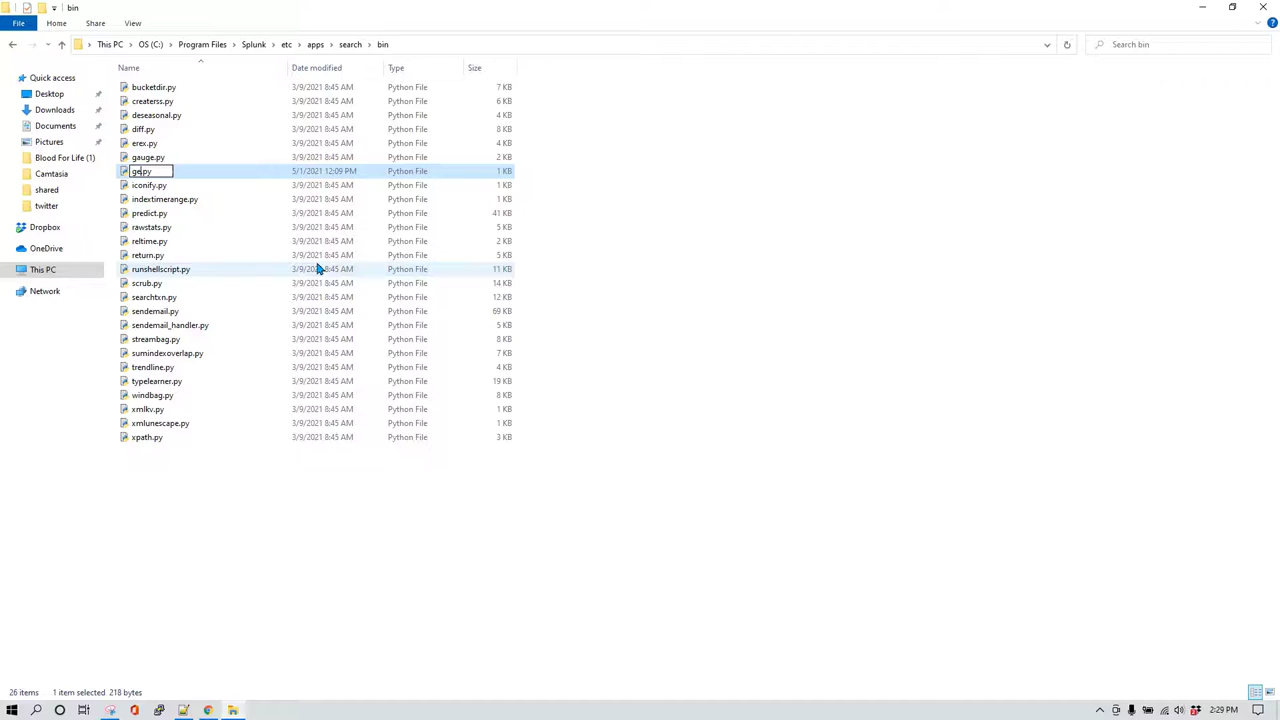 bin
File Home Share View
This PC OS (C:) Program Files Splunk etc apps search bin Search bin
Name Date modified Type Size
Quick access
Desktop
Downloads
Documents
Pictures
Blood For Life (1)
Camtasia
shared
twitter
Dropbox
OneDrive
This PC
Network
bucketdir.py 3/9/2021 8:45 AM Python File 7 KB
createrss.py 3/9/2021 8:45 AM Python File 6 KB
deseasonal.py 3/9/2021 8:45 AM Python File 4 KB
diff.py 3/9/2021 8:45 AM Python File 8 KB
erex.py 3/9/2021 8:45 AM Python File 4 KB
gauge.py 3/9/2021 8:45 AM Python File 2 KB
ge.py 5/1/2021 12:09 PM Python File 1 KB
iconify.py 3/9/2021 8:45 AM Python File 1 KB
indextimerange.py 3/9/2021 8:45 AM Python File 1 KB
predict.py 3/9/2021 8:45 AM Python File 41 KB
rawstats.py 3/9/2021 8:45 AM Python File 5 KB
reltime.py 3/9/2021 8:45 AM Python File 2 KB
return.py 3/9/2021 8:45 AM Python File 5 KB
runshellscript.py 3/9/2021 8:45 AM Python File 11 KB
scrub.py 3/9/2021 8:45 AM Python File 14 KB
searchtxn.py 3/9/2021 8:45 AM Python File 12 KB
sendemail.py 3/9/2021 8:45 AM Python File 69 KB
sendemail_handler.py 3/9/2021 8:45 AM Python File 5 KB
streambag.py 3/9/2021 8:45 AM Python File 8 KB
sumindexoverlap.py 3/9/2021 8:45 AM Python File 7 KB
trendline.py 3/9/2021 8:45 AM Python File 4 KB
typelearner.py 3/9/2021 8:45 AM Python File 19 KB
windbag.py 3/9/2021 8:45 AM Python File 8 KB
xmlkv.py 3/9/2021 8:45 AM Python File 1 KB
xmlunescape.py 3/9/2021 8:45 AM Python File 1 KB
xpath.py 3/9/2021 8:45 AM Python File 3 KB
26 items 1 item selected 218 bytes
2:29 PM